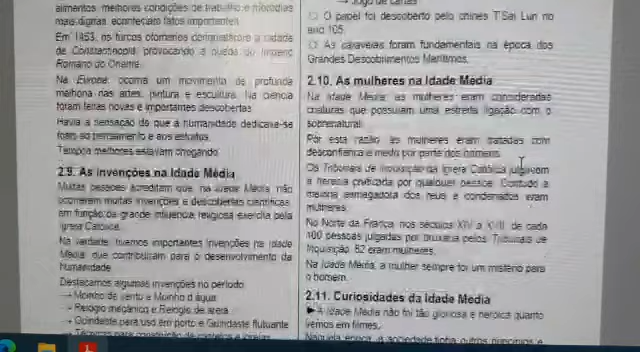 alimentos, melhores condições de trabalho e moradias
mais dignas, aconteciam fatos importantes.
Em 1453, os turcos otomanos conquistaram a cidade
de Constantinopla, provocando a queda do Império
Romano do Oriente.
Na Europa, ocorria um movimento de profunda
melhoria nas artes, pintura e escultura. Na ciência
foram feitas novas e importantes descobertas.
Havia a sensação de que a humanidade dedicava-se
ao pensamento e aos estudos.
Tempos melhores estavam chegando.
2.9. As invenções na Idade Média
Muitas pessoas acreditam que, na Idade Média, não
ocorreram muitas invenções e descobertas científicas,
em função da grande influência religiosa exercida pela
Igreja Católica.
Na verdade, tivemos importantes invenções na Idade
Média, que contribuíram para o desenvolvimento da
humanidade.
Destacamos algumas invenções no período:
→ Moinho de vento e Moinho d'água
→ Relógio mecânico e Relógio de areia
→ Guindaste para uso em porto e Guindaste flutuante
→ Técnicas para construção de
→ Jogo de cartas
O papel foi descoberto pelo chinês T'Sai Lun no
ano 105.
As caravelas foram fundamentais na época dos
Grandes Descobrimentos Marítimos.
2.10. As mulheres na Idade Média
Na Idade Média, as mulheres eram consideradas
criaturas que possuíam uma estreita ligação com o
sobrenatural.
Por esta razão, as mulheres eram tratadas com
desconfiança e medo por parte dos homens.
Os Tribunais de Inquisição da Igreja Católica julgavam
a heresia praticada por qualquer pessoa. Contudo a
maioria esmagadora dos réus e condenados eram
mulheres.
No Norte da França, nos séculos XIV a XVII, de cada
100 pessoas julgadas por bruxaria pelos Tribunais de
Inquisição, 82 eram mulheres.
Na Idade Média, a mulher sempre foi um mistério para
o homem.
2.11. Curiosidades da Idade Média
►A Idade Média não foi tão gloriosa e heroica quanto
vemos em filmes.
Naquela época, a sociedade tinha outros princípios e